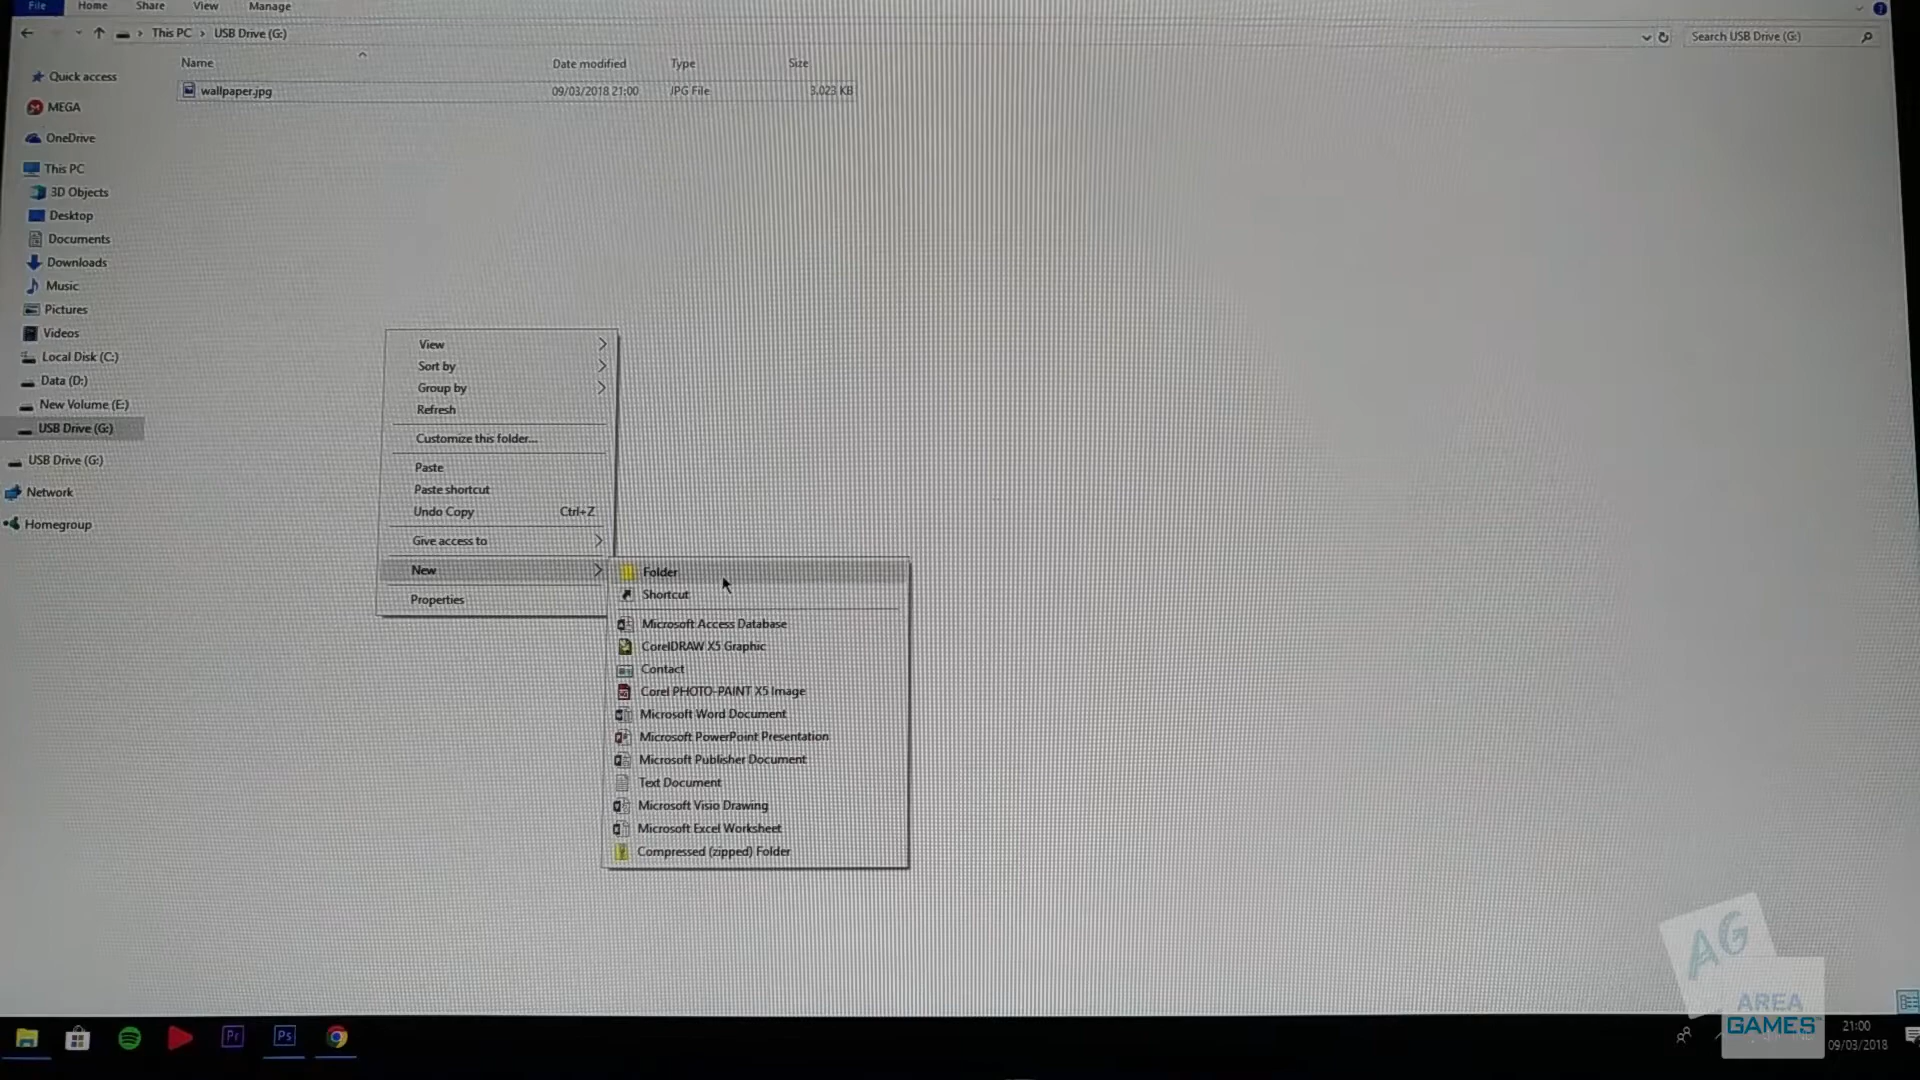 File Home Share View Manage
This PC > USB Drive (G:)
Search USB Drive (G:)
Name Date modified Type Size
wallpaper.jpg 09/03/2018 21:00 JPG File 3.023 KB
Quick access
MEGA
OneDrive
This PC
3D Objects
Desktop
Documents
Downloads
Music
Pictures
Videos
Local Disk (C:)
Data (D:)
New Volume (E:)
USB Drive (G:)
USB Drive (G:)
Network
Homegroup
View
Sort by
Group by
Refresh
Customize this folder...
Paste
Paste shortcut
Undo Copy Ctrl+Z
Give access to
New
Properties
Folder
Shortcut
Microsoft Access Database
CorelDRAW X5 Graphic
Contact
Corel PHOTO-PAINT X5 Image
Microsoft Word Document
Microsoft PowerPoint Presentation
Microsoft Publisher Document
Text Document
Microsoft Visio Drawing
Microsoft Excel Worksheet
Compressed (zipped) Folder
AG
AREA
GAMES
Pr
Ps
21:00
09/03/2018